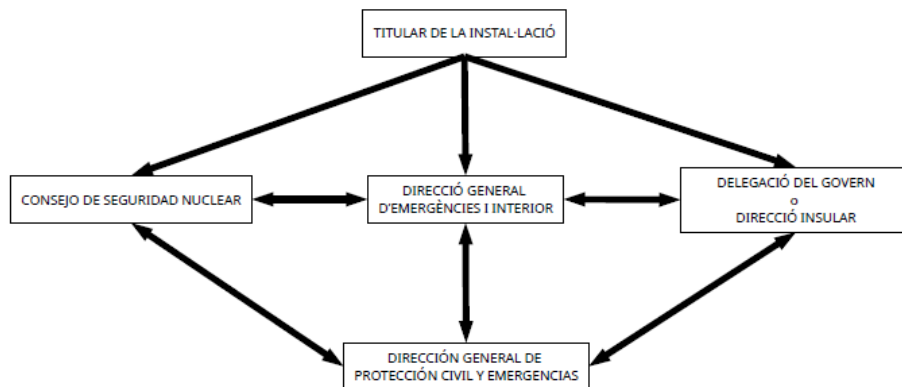 TITULAR DE LA INSTAL·LACIÓ
CONSEJO DE SEGURIDAD NUCLEAR
DIRECCIÓ GENERAL
D'EMERGÈNCIES I INTERIOR
DELEGACIÓ DEL GOVERN
o
DIRECCIÓ INSULAR
DIRECCIÓN GENERAL DE
PROTECCIÓN CIVIL Y EMERGENCIAS